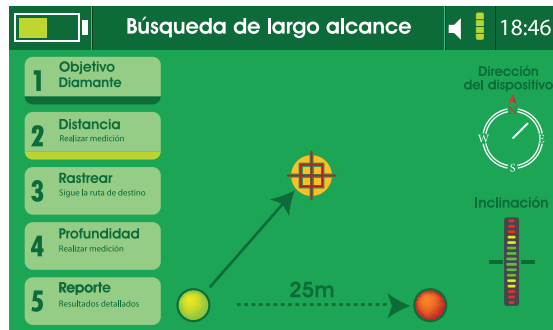 Búsqueda de largo alcance
18:46
1
Objetivo
Diamante
2
Distancia
Realizar medición
3
Rastrear
Sigue la ruta de destino
4
Profundidad
Realizar medición
5
Reporte
Resultados detallados
25m
Dirección
del dispositivo
N
W
E
S
Inclinación